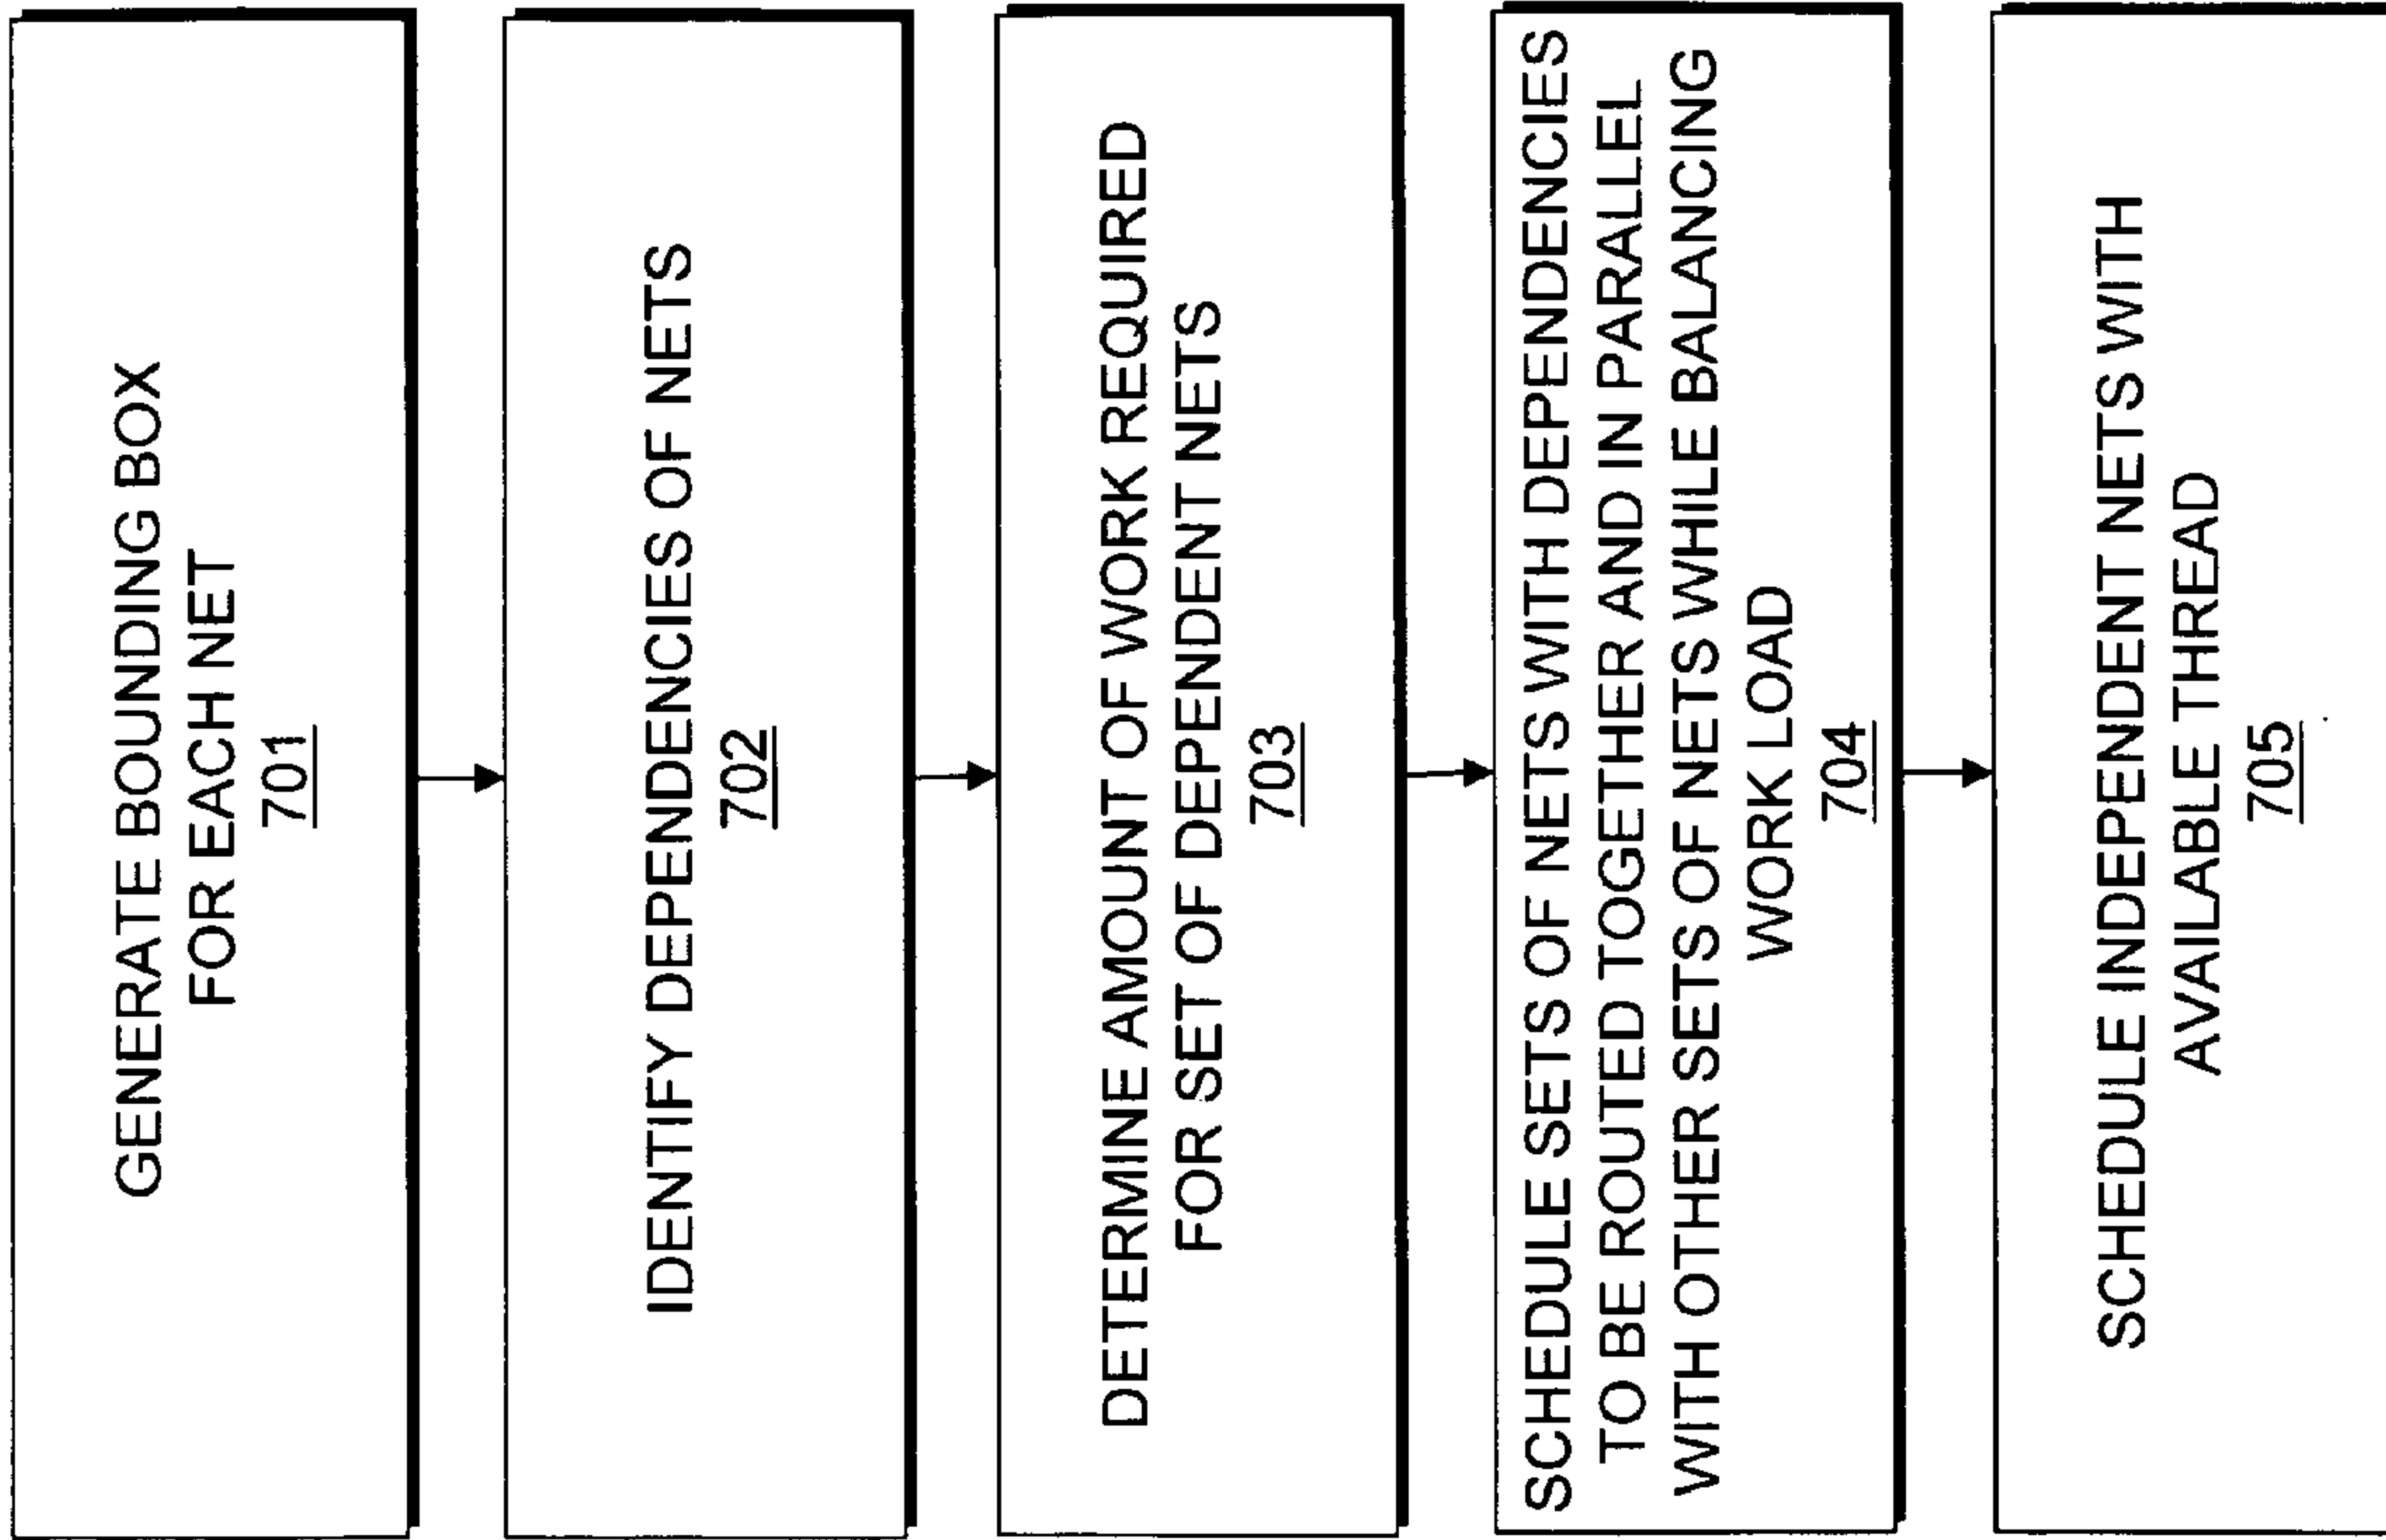 GENERATE BOUNDING BOX
FOR EACH NET
701
IDENTIFY DEPENDENCIES OF NETS
702
DETERMINE AMOUNT OF WORK REQUIRED
FOR SET OF DEPENDENT NETS
703
SCHEDULE SETS OF NETS WITH DEPENDENCIES
TO BE ROUTED TOGETHER AND IN PARALLEL
WITH OTHER SETS OF NETS WHILE BALANCING
WORK LOAD
704
SCHEDULE INDEPENDENT NETS WITH
AVAILABLE THREAD
705